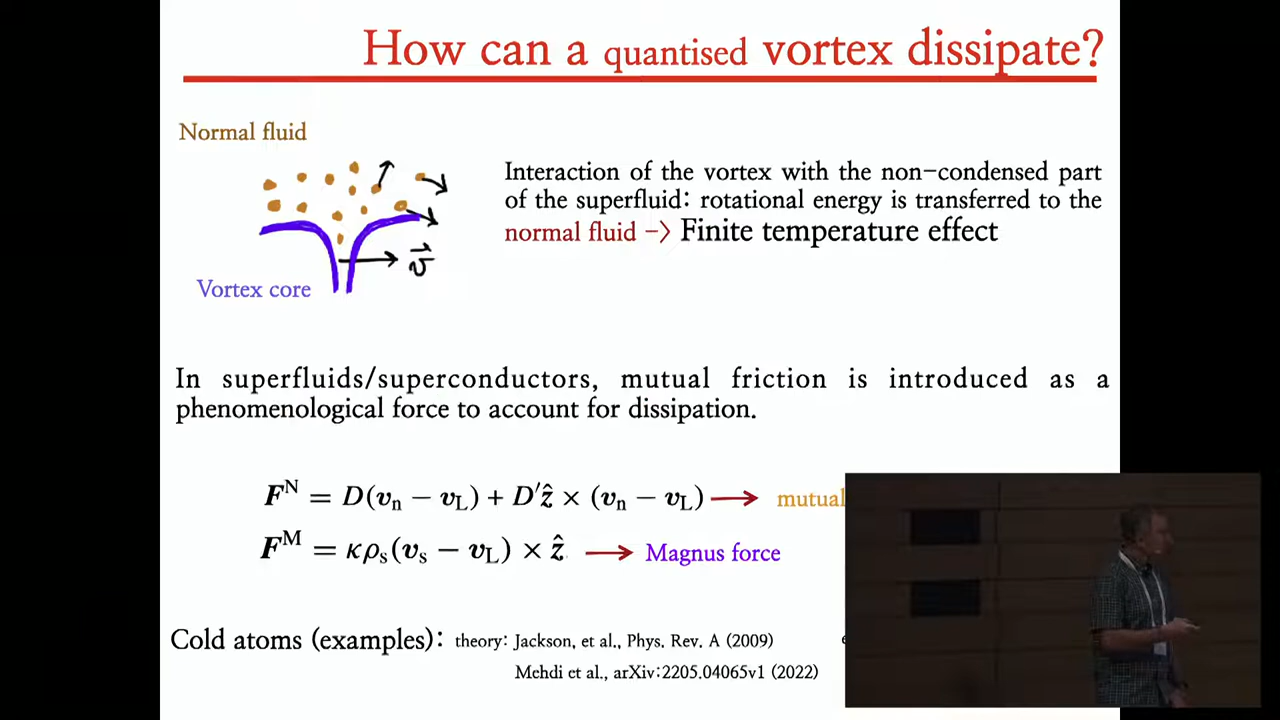 How can a quantised vortex dissipate?
Normal fluid
Interaction of the vortex with the non-condensed part
of the superfluid: rotational energy is transferred to the
normal fluid -> Finite temperature effect
v⃗
Vortex core
In superfluids/superconductors, mutual friction is introduced as a
phenomenological force to account for dissipation.
F^N = D(v_n − v_L) + D′ẑ × (v_n − v_L) → mutual
F^M = κρ_s(v_s − v_L) × ẑ → Magnus force
Cold atoms (examples): theory: Jackson, et al., Phys. Rev. A (2009)
Mehdi et al., arXiv:2205.04065v1 (2022)